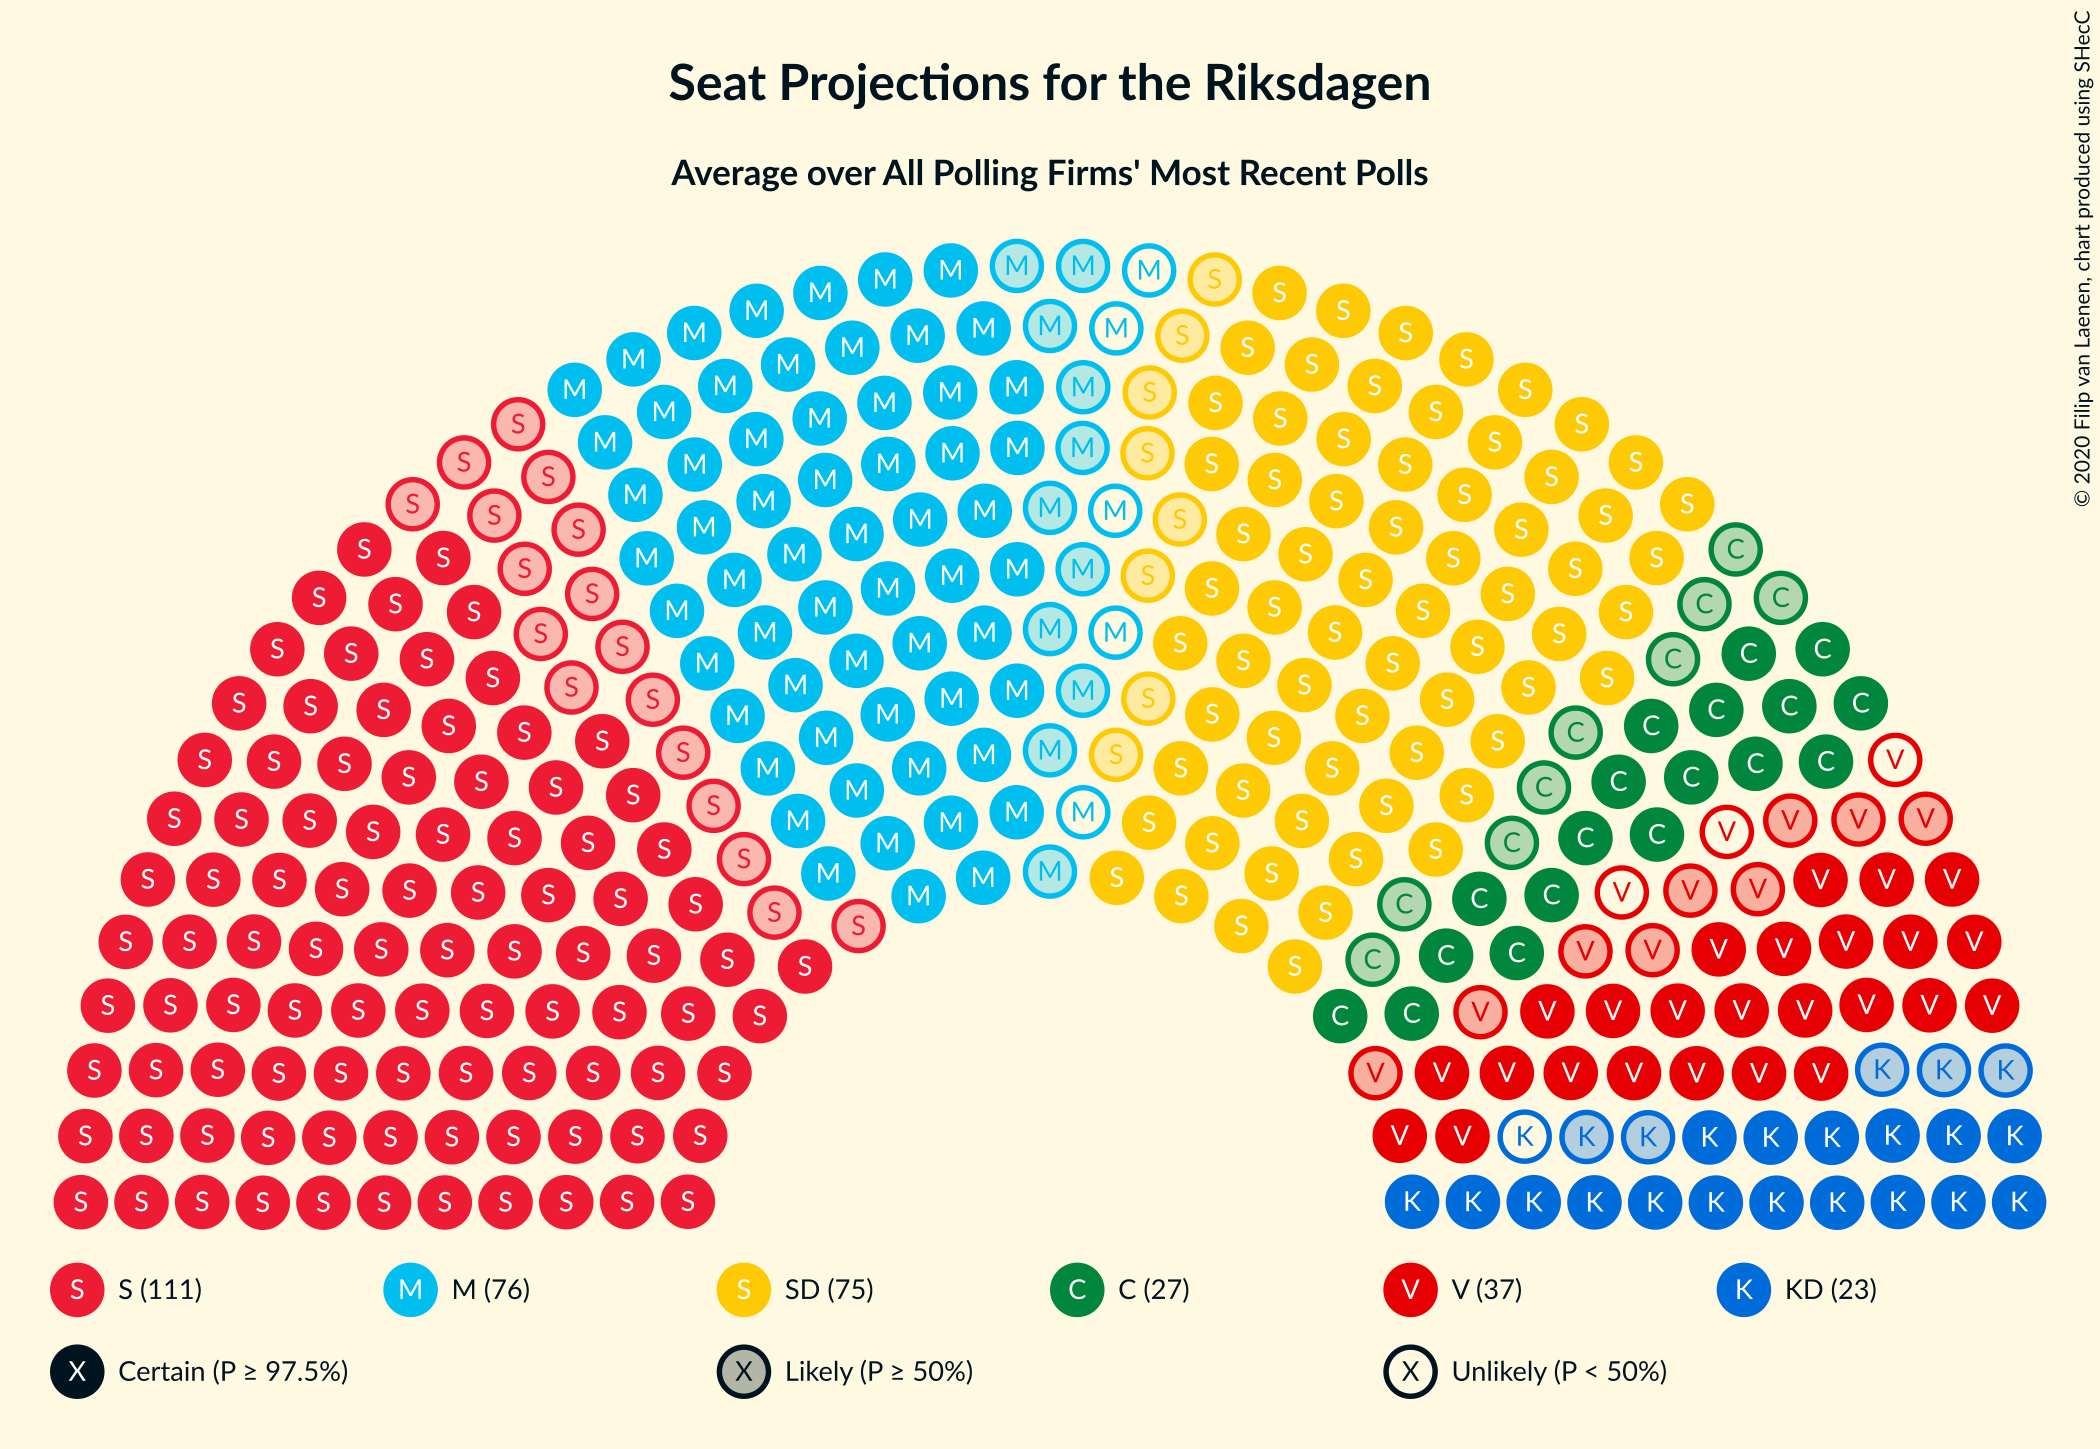 Seat Projections for the Riksdagen
Average over All Polling Firms' Most Recent Polls
© 2020 Filip van Laenen, chart produced using SHecC
S S (111)
M M (76)
S SD (75)
C C (27)
V V (37)
K KD (23)
X Certain (P ≥ 97.5%)
X Likely (P ≥ 50%)
X Unlikely (P < 50%)